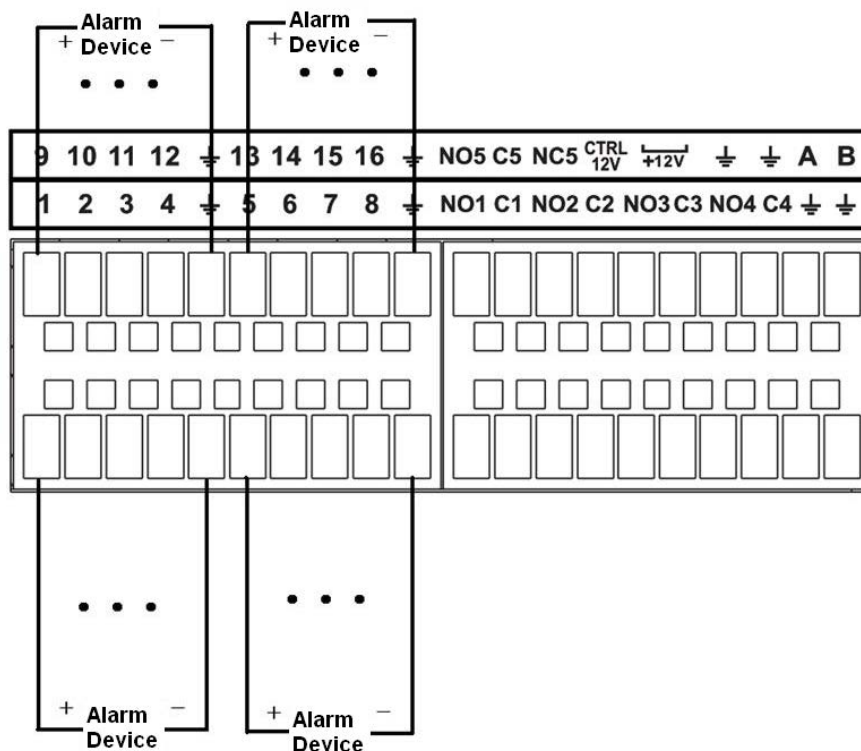 Alarm
+ Device −
Alarm
+ Device −
9 10 11 12 ⏚ 13 14 15 16 ⏚ NO5 C5 NC5 CTRL 12V +12V ⏚ ⏚ A B
1 2 3 4 ⏚ 5 6 7 8 ⏚ NO1 C1 NO2 C2 NO3 C3 NO4 C4 ⏚ ⏚
+ Alarm −
Device
+ Alarm −
Device